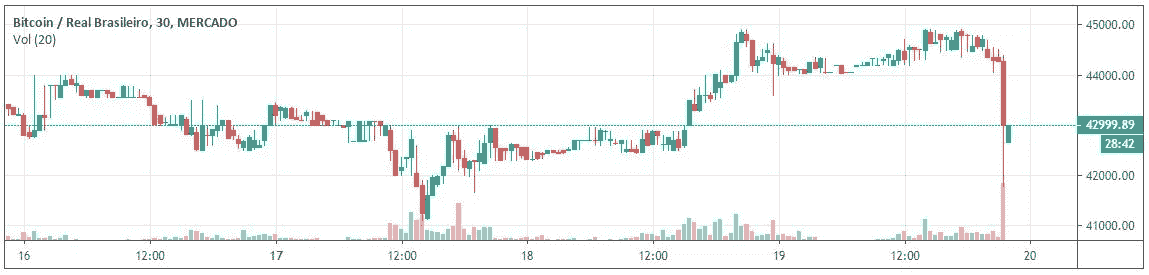 Bitcoin / Real Brasileiro, 30, MERCADO
Vol (20)
45000.00
44000.00
42999.89
28:42
42000.00
41000.00
16 12:00 17 12:00 18 12:00 19 12:00 20